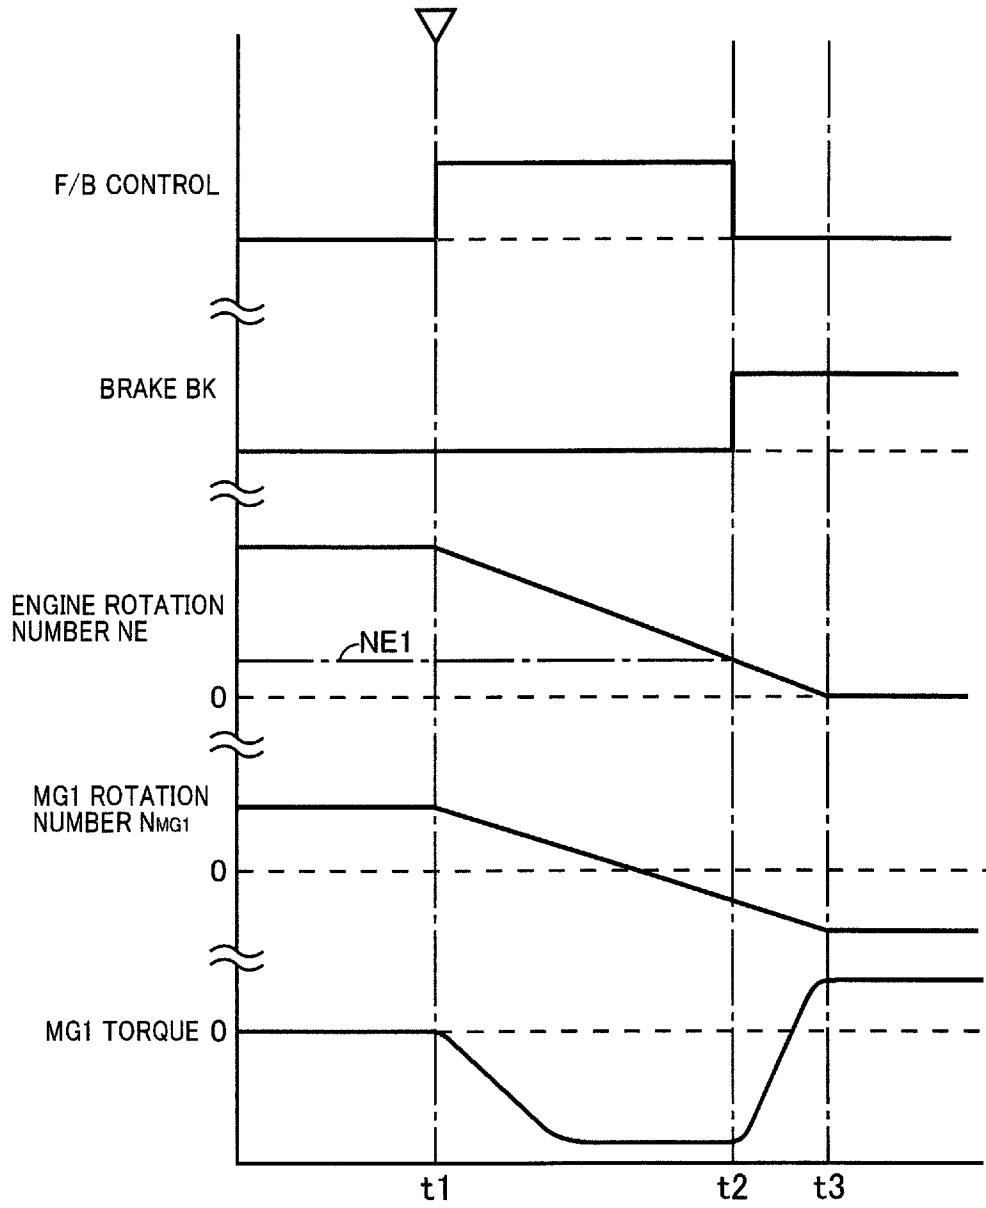 F/B CONTROL
BRAKE BK
ENGINE ROTATION
NUMBER NE
NE1
0
MG1 ROTATION
NUMBER NMG1
0
MG1 TORQUE 0
t1 t2 t3